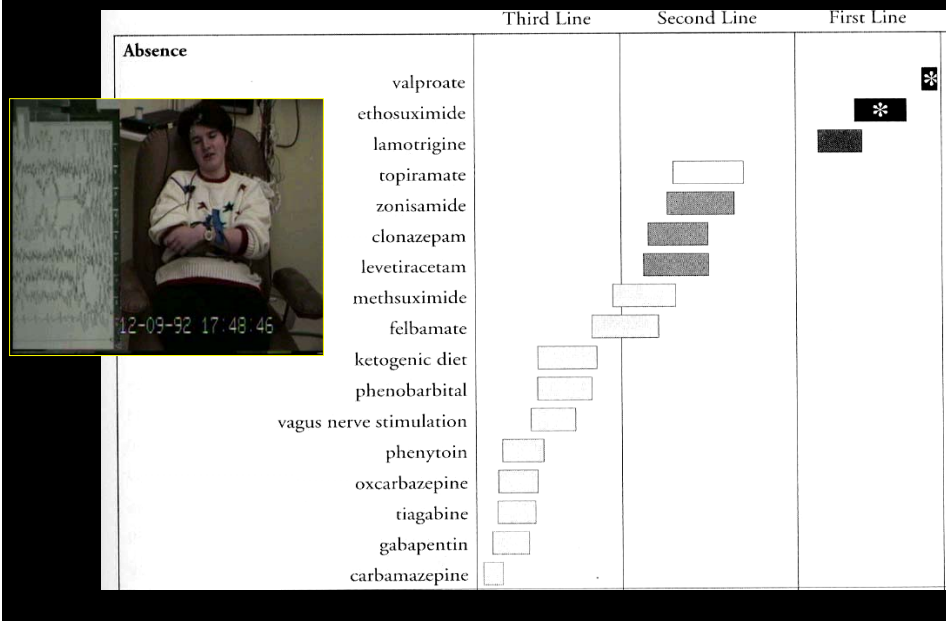 Third Line Second Line First Line
Absence
valproate *
ethosuximide *
lamotrigine
topiramate
zonisamide
clonazepam
levetiracetam
methsuximide
felbamate
ketogenic diet
phenobarbital
vagus nerve stimulation
phenytoin
oxcarbazepine
tiagabine
gabapentin
carbamazepine
12-09-92 17:48:46